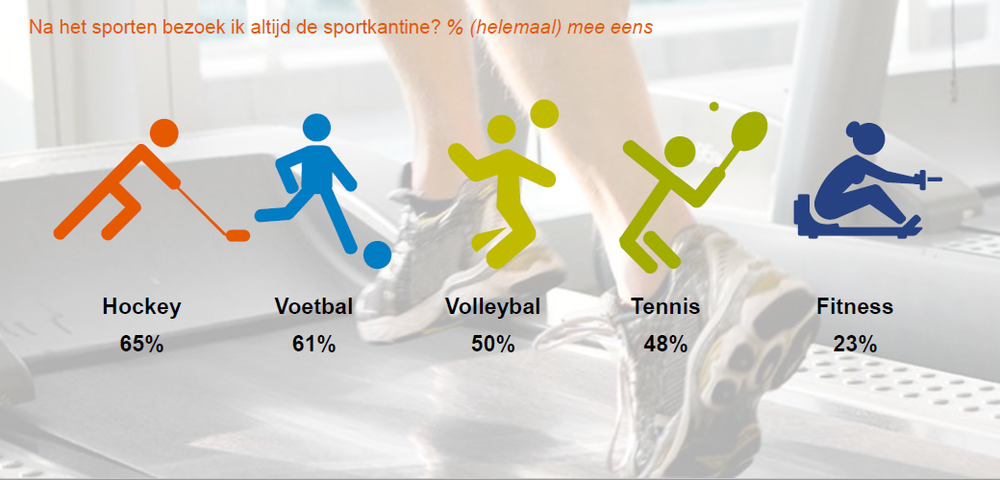 Na het sporten bezoek ik altijd de sportkantine? % (helemaal) mee eens
Hockey Voetbal Volleybal Tennis Fitness
65% 61% 50% 48% 23%